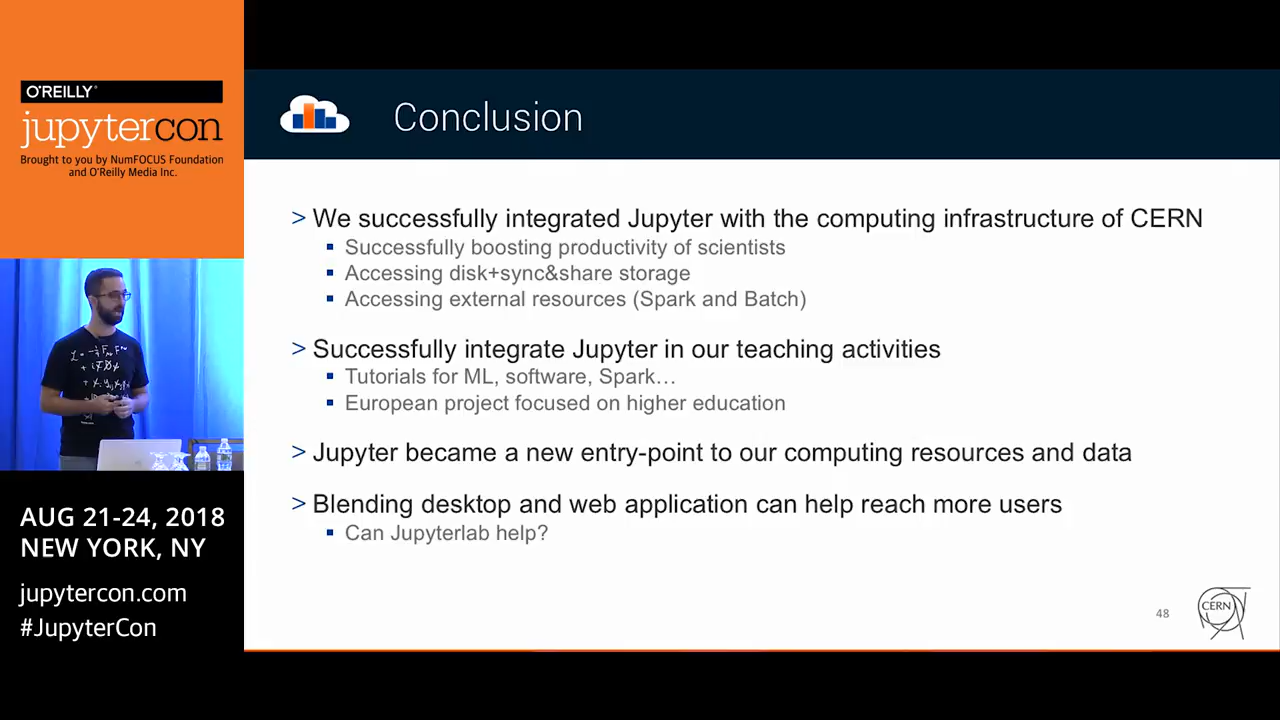 O'REILLY®
jupytercon
Brought to you by NumFOCUS Foundation
and O'Reilly Media Inc.
AUG 21-24, 2018
NEW YORK, NY
jupytercon.com
#JupyterCon
Conclusion
> We successfully integrated Jupyter with the computing infrastructure of CERN
▪ Successfully boosting productivity of scientists
▪ Accessing disk+sync&share storage
▪ Accessing external resources (Spark and Batch)
> Successfully integrate Jupyter in our teaching activities
▪ Tutorials for ML, software, Spark…
▪ European project focused on higher education
> Jupyter became a new entry-point to our computing resources and data
> Blending desktop and web application can help reach more users
▪ Can Jupyterlab help?
48
CERN